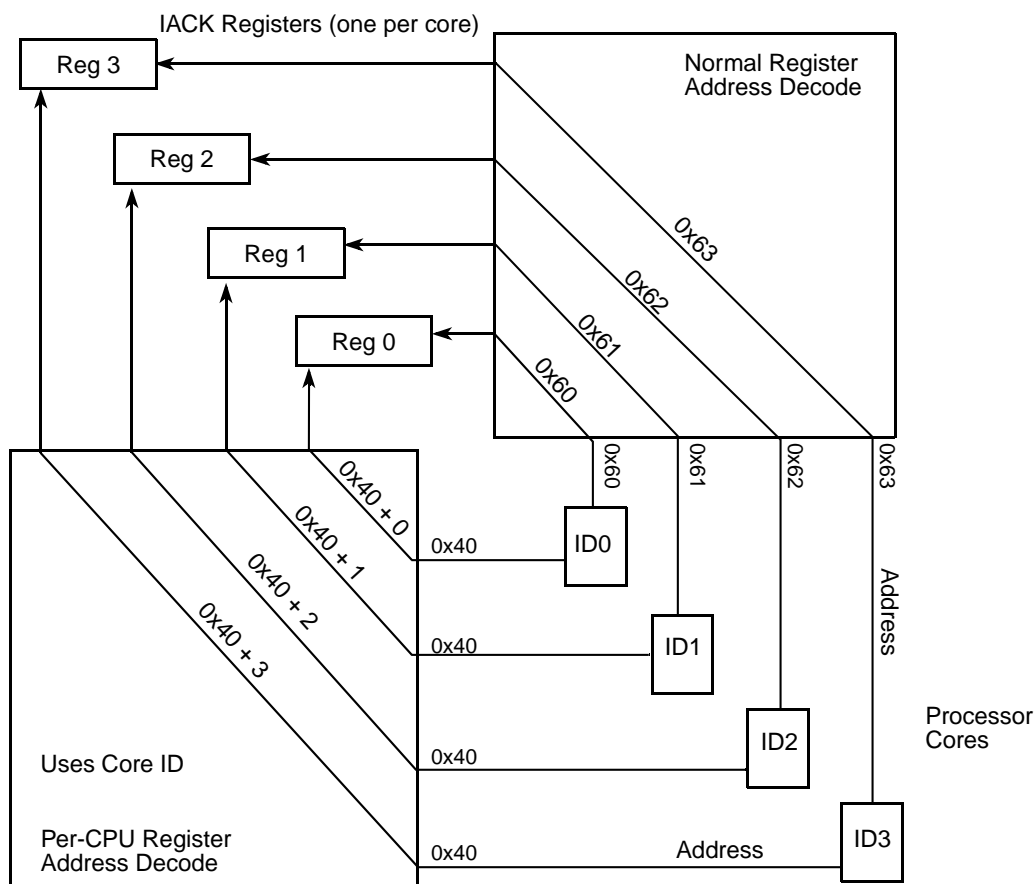 IACK Registers (one per core)
Reg 3
Normal Register
Address Decode
Reg 2
Reg 1
Reg 0
0x63
0x62
0x61
0x60
0x60
0x61
0x62
0x63
0x40 + 0
0x40 + 1
0x40 + 2
0x40 + 3
0x40
ID0
Address
0x40
ID1
Processor
Cores
0x40
ID2
Uses Core ID
Per-CPU Register
Address Decode
0x40
Address
ID3